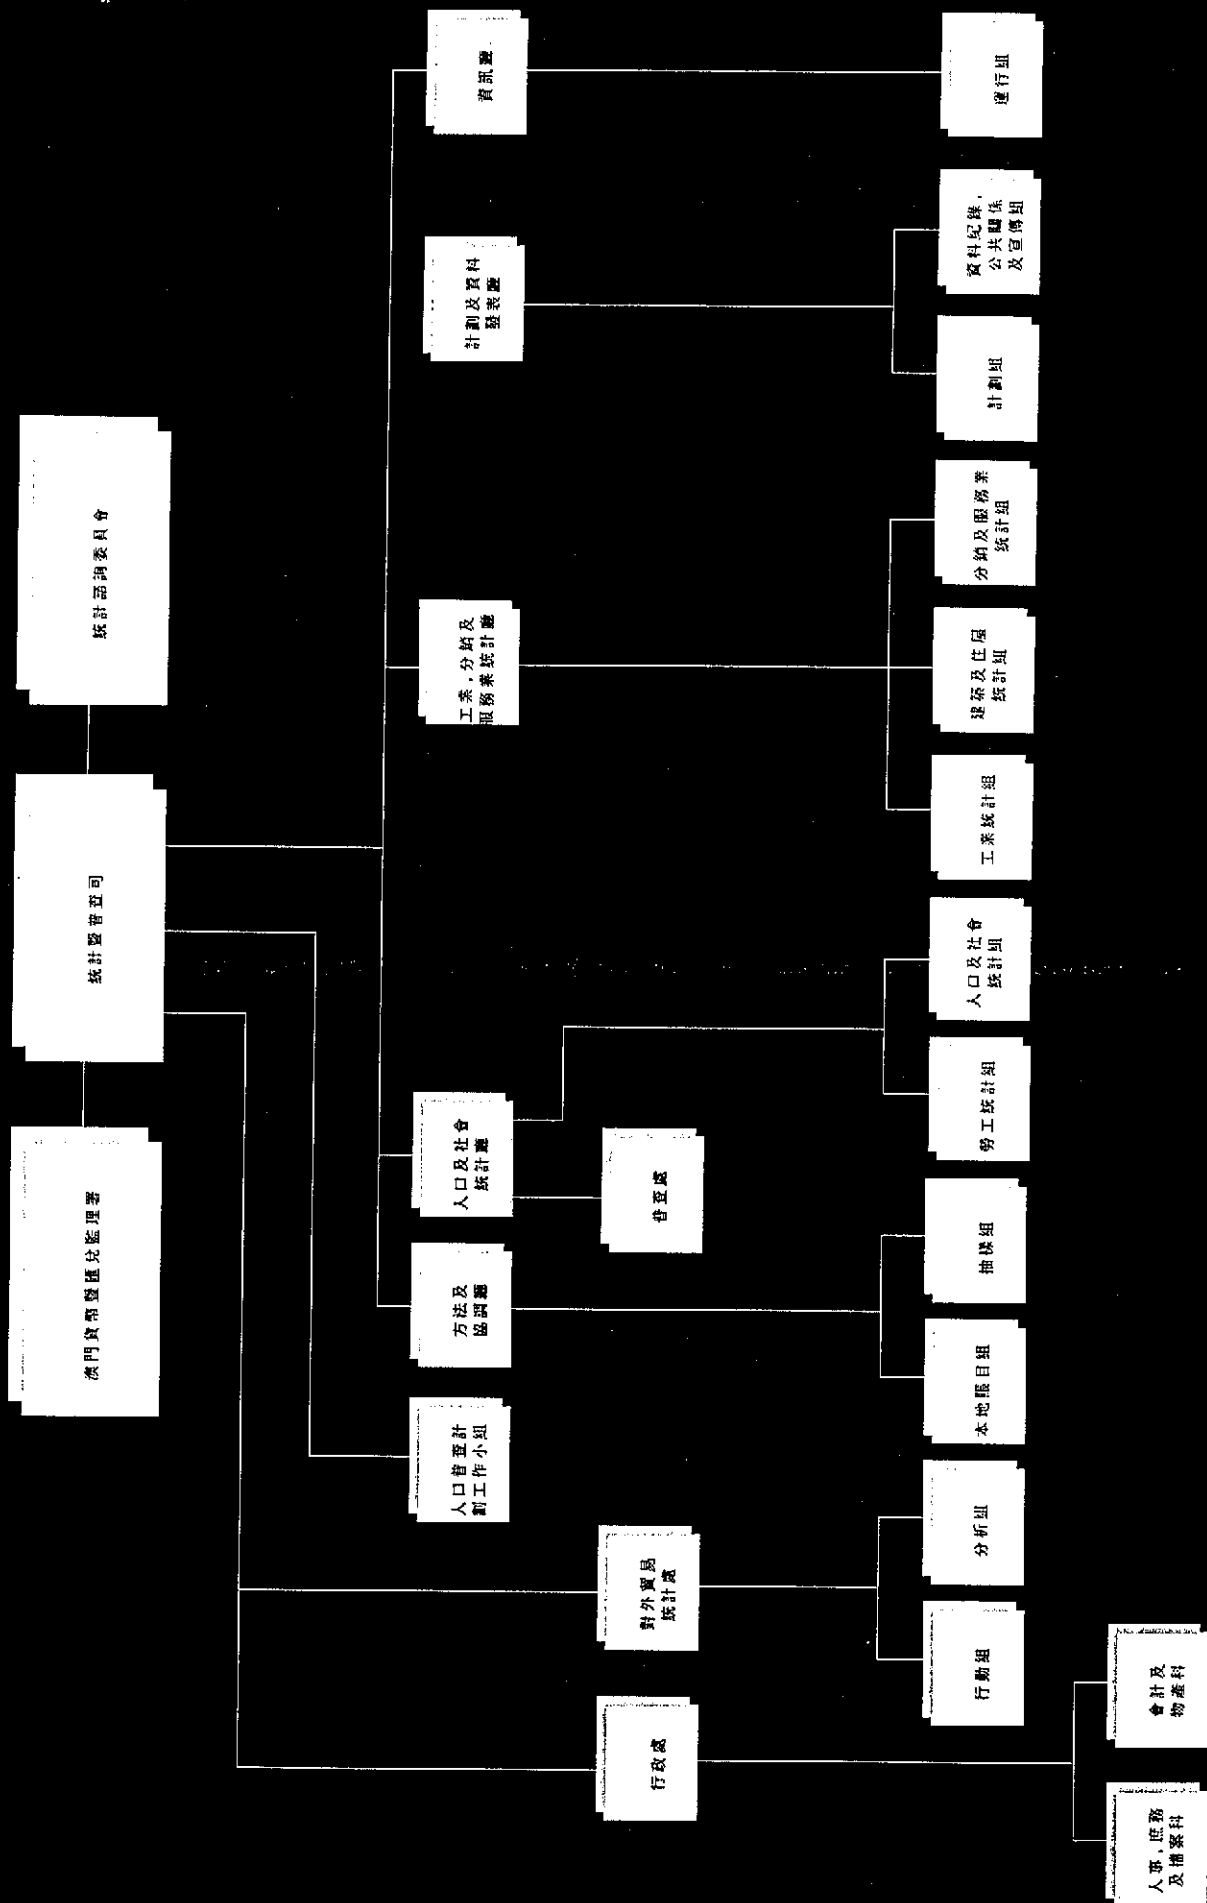 澳門貨幣暨匯兌監理署
統計暨普查司
統計諮詢委員會
人口普查計
劃工作小組
方法及
協調廳
人口及社會
統計廳
工業，分銷及
服務業統計廳
計劃及資料
發表廳
資訊廳
行政處
對外貿易
統計處
普查處
行動組
分析組
本地賬目組
抽樣組
勞工統計組
人口及社會
統計組
工業統計組
建築及住屋
統計組
分銷及服務業
統計組
計劃組
資料紀錄，
公共關係
及宣傳組
運行組
人事，庶務
及檔案科
會計及
物產科